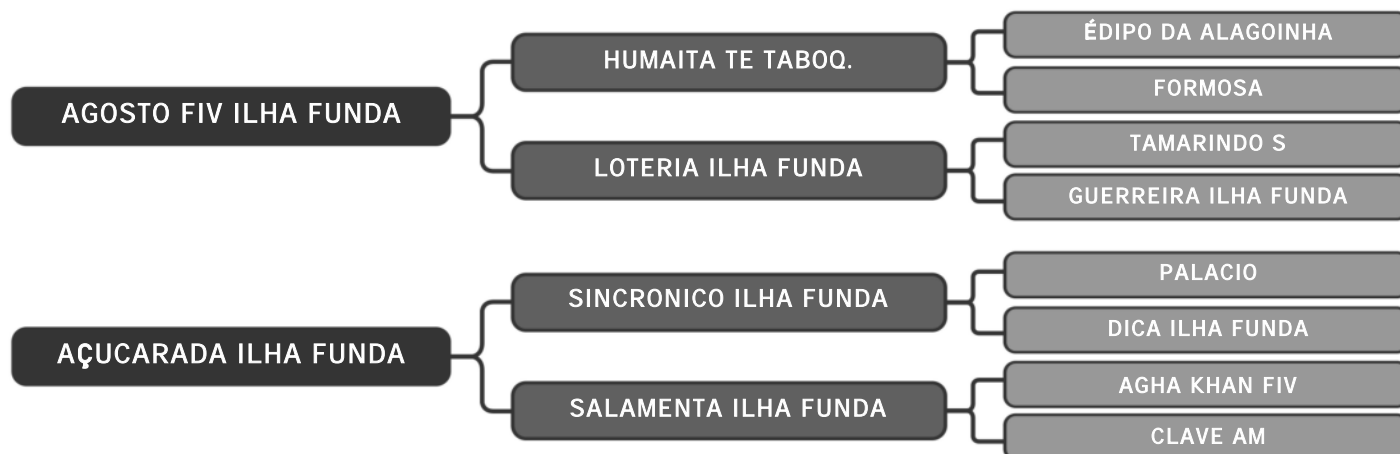 ÉDIPO DA ALAGOINHA
HUMAITA TE TABOQ.
FORMOSA
AGOSTO FIV ILHA FUNDA
TAMARINDO S
LOTERIA ILHA FUNDA
GUERREIRA ILHA FUNDA
PALACIO
SINCRONICO ILHA FUNDA
DICA ILHA FUNDA
AÇUCARADA ILHA FUNDA
AGHA KHAN FIV
SALAMENTA ILHA FUNDA
CLAVE AM